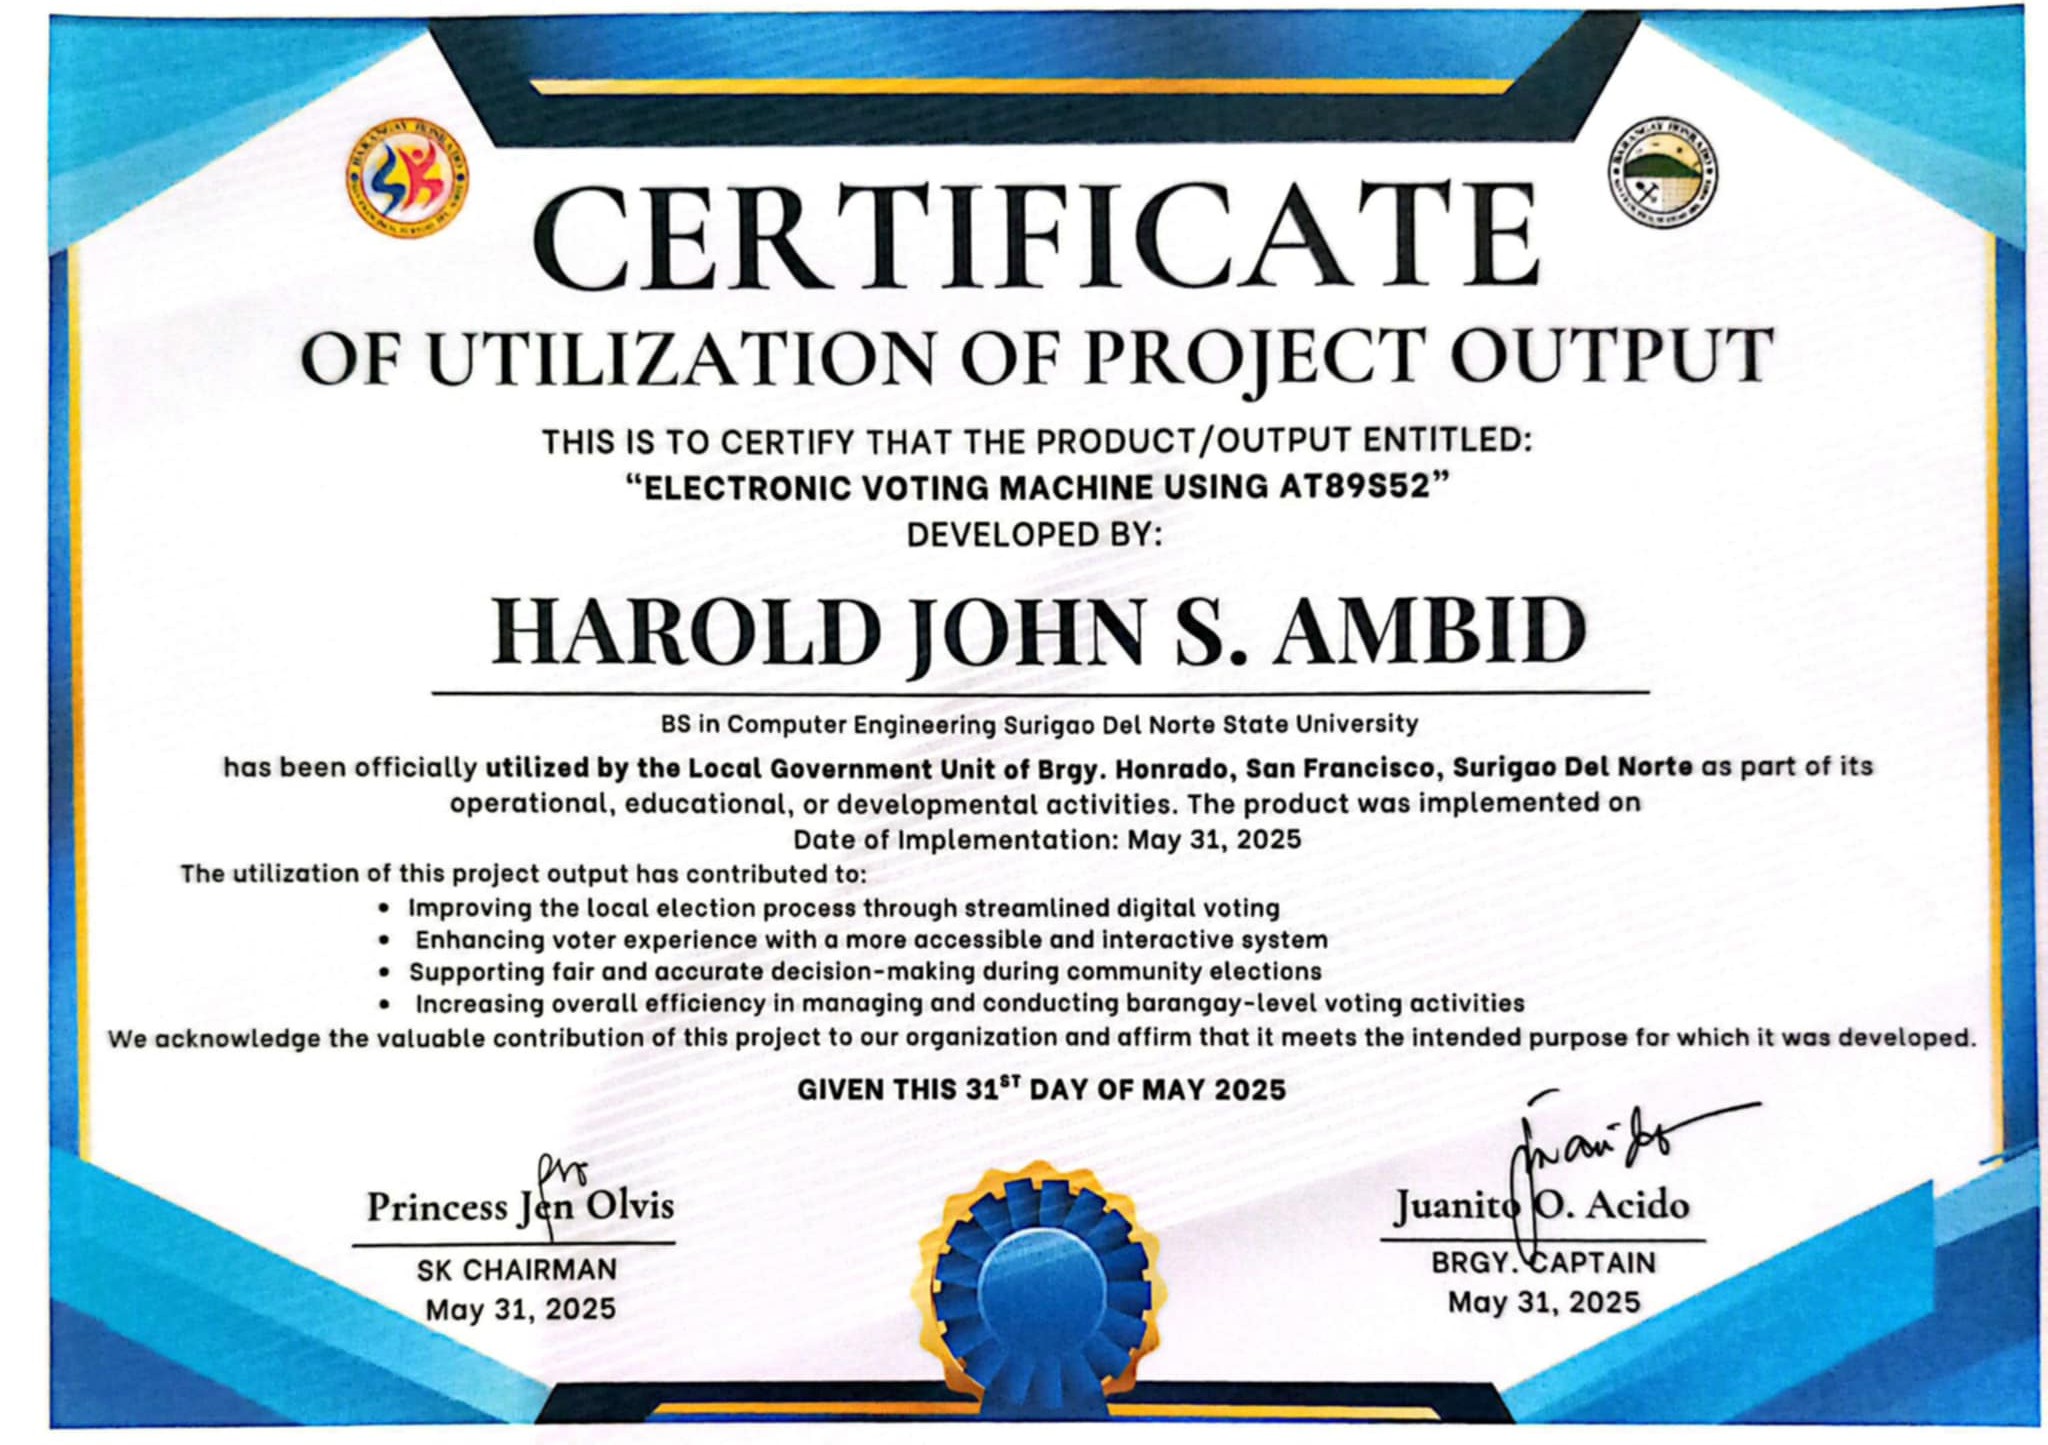 CERTIFICATE
OF UTILIZATION OF PROJECT OUTPUT
THIS IS TO CERTIFY THAT THE PRODUCT/OUTPUT ENTITLED:
“ELECTRONIC VOTING MACHINE USING AT89S52”
DEVELOPED BY:
HAROLD JOHN S. AMBID
BS in Computer Engineering Surigao Del Norte State University
has been officially utilized by the Local Government Unit of Brgy. Honrado, San Francisco, Surigao Del Norte as part of its
operational, educational, or developmental activities. The product was implemented on
Date of Implementation: May 31, 2025
The utilization of this project output has contributed to:
• Improving the local election process through streamlined digital voting
• Enhancing voter experience with a more accessible and interactive system
• Supporting fair and accurate decision-making during community elections
• Increasing overall efficiency in managing and conducting barangay-level voting activities
We acknowledge the valuable contribution of this project to our organization and affirm that it meets the intended purpose for which it was developed.
GIVEN THIS 31ST DAY OF MAY 2025
Princess Jen Olvis
SK CHAIRMAN
May 31, 2025
Juanito O. Acido
BRGY. CAPTAIN
May 31, 2025